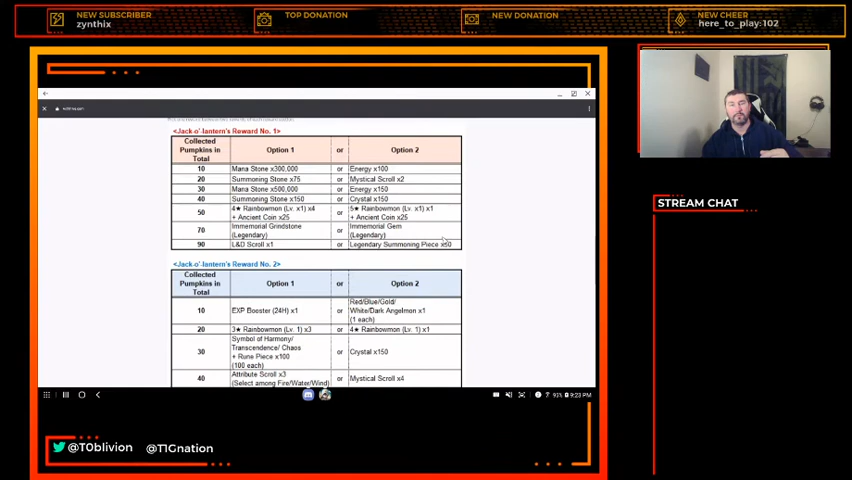 NEW SUBSCRIBER
zynthix
TOP DONATION
NEW DONATION
NEW CHEER
here_to_play:102
<Jack-o'-lantern's Reward No. 1>
Collected Pumpkins in Total Option 1 or Option 2
10 Mana Stone x300,000 or Energy x100
20 Summoning Stone x75 or Mystical Scroll x2
30 Mana Stone x500,000 or Energy x150
40 Summoning Stone x150 or Crystal x150
50 4★ Rainbowmon (Lv. 1) x4 + Ancient Coin x25 or 5★ Rainbowmon (Lv. 1) x1 + Ancient Coin x25
70 Immemorial Grindstone (Legendary) or Immemorial Gem (Legendary)
90 L&D Scroll x1 or Legendary Summoning Piece x50
<Jack-o'-lantern's Reward No. 2>
Collected Pumpkins in Total Option 1 or Option 2
10 EXP Booster (24H) x1 or Red/Blue/Gold/ White/Dark Angelmon x1 (1 each)
20 3★ Rainbowmon (Lv. 1) x3 or 4★ Rainbowmon (Lv. 1) x1
30 Symbol of Harmony/ Transcendence/ Chaos + Rune Piece x100 (100 each) or Crystal x150
40 Attribute Scroll x3 (Select among Fire/Water/Wind) or Mystical Scroll x4
93% 9:23 PM
STREAM CHAT
@T0blivion @T1Gnation